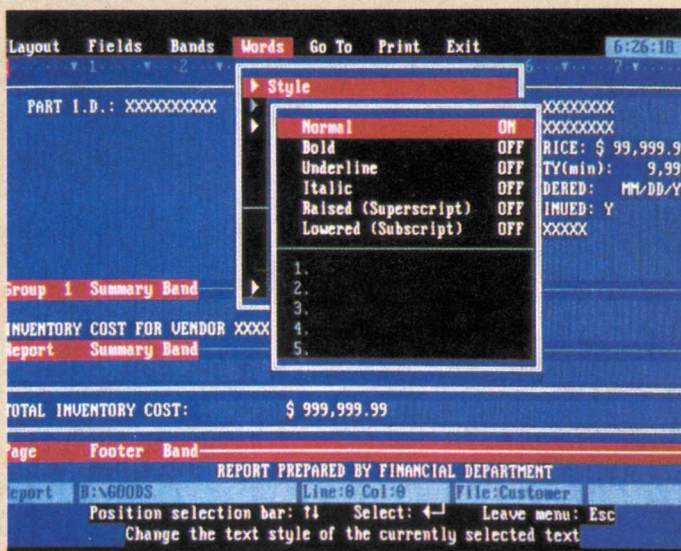 Layout Fields Bands Words Go To Print Exit 6:26:18
1 2 6 7
Style
PART I.D.: XXXXXXXXXX XXXXXXXX
Normal ON XXXXXXXX
Bold OFF RICE: $ 99,999.9
Underline OFF TY(min): 9,99
Italic OFF DERED: MM/DD/Y
Raised (Superscript) OFF INUED: Y
Lowered (Subscript) OFF XXXXX
1.
Group 1 Summary Band 2.
3.
INVENTORY COST FOR VENDOR XXXX 4.
Report Summary Band 5.
TOTAL INVENTORY COST: $ 999,999.99
Page Footer Band
REPORT PREPARED BY FINANCIAL DEPARTMENT
Report B:\GOODS Line:0 Col:0 File:Customer
Position selection bar: ↑↓ Select: ↵ Leave menu: Esc
Change the text style of the currently selected text